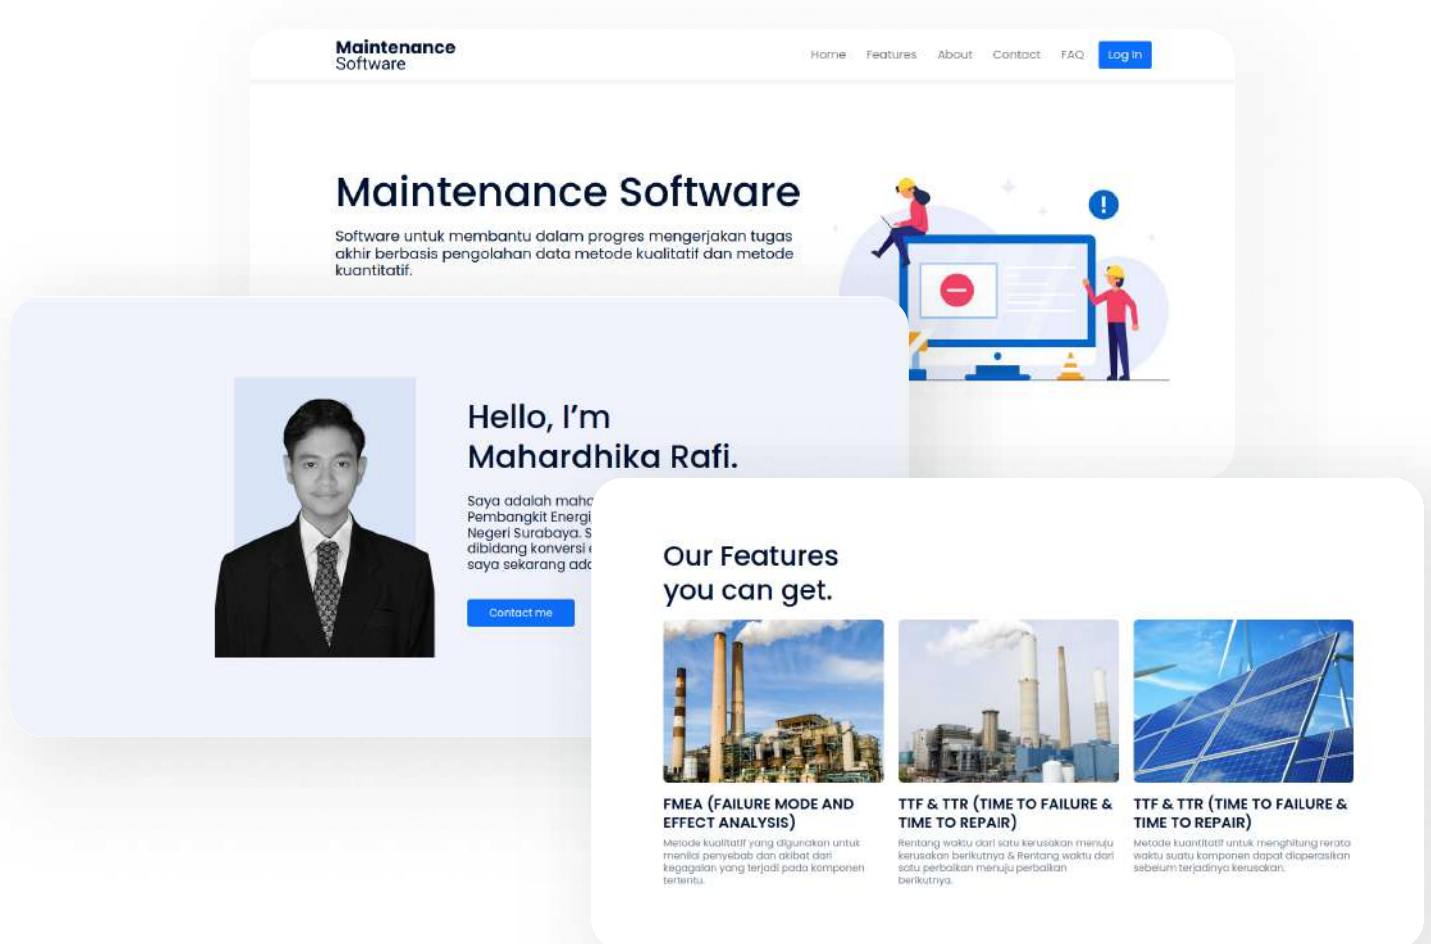 Maintenance
Software
Home Features About Contact FAQ Log In
Maintenance Software
Software untuk membantu dalam progres mengerjakan tugas
akhir berbasis pengolahan data metode kualitatif dan metode
kuantitatif.
Hello, I'm
Mahardhika Rafi.
Saya adalah maha
Pembangkit Energi,
Negeri Surabaya. S
dibidang konversi e
saya sekarang ada
Contact me
Our Features
you can get.
FMEA (FAILURE MODE AND
EFFECT ANALYSIS)
Metode kualitatif yang digunakan untuk
menilai penyebab dan akibat dari
kegagalan yang terjadi pada komponen
tertentu.
TTF & TTR (TIME TO FAILURE &
TIME TO REPAIR)
Rentang waktu dari satu kerusakan menuju
kerusakan berikutnya & Rentang waktu dari
satu perbaikan menuju perbaikan
berikutnya.
TTF & TTR (TIME TO FAILURE &
TIME TO REPAIR)
Metode kuantitatif untuk menghitung rerata
waktu suatu komponen dapat dioperasikan
sebelum terjadinya kerusakan.